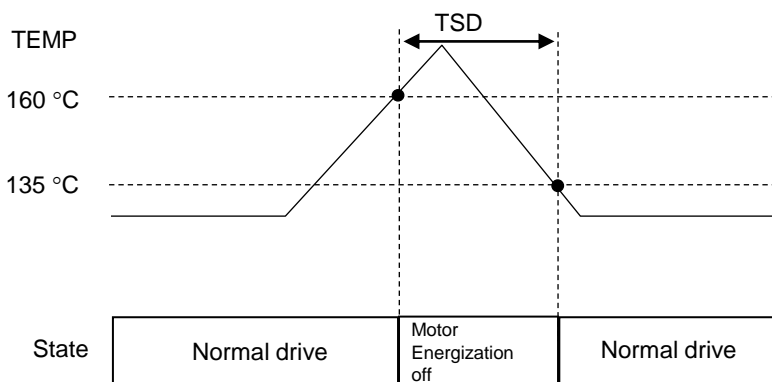 TSD
TEMP
160 °C
135 °C
State
Normal drive
Motor
Energization
off
Normal drive